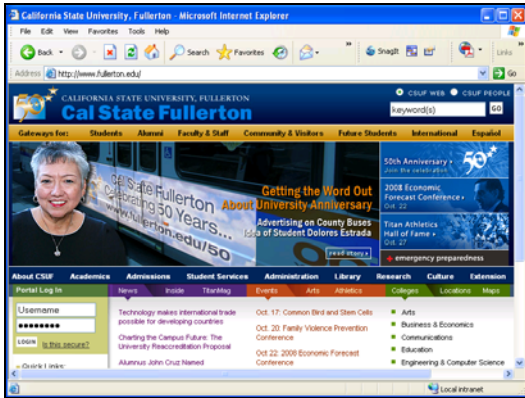 California State University, Fullerton - Microsoft Internet Explorer
File Edit View Favorites Tools Help
Back Search Favorites SnagIt Links
Address http://www.fullerton.edu/ Go
CSUF WEB CSUF PEOPLE
CALIFORNIA STATE UNIVERSITY, FULLERTON
Cal State Fullerton
keyword(s) GO
Gateways for: Students Alumni Faculty & Staff Community & Visitors Future Students International Español
Cal State Fullerton
Celebrating 50 Years...
www.fullerton.edu/50
Getting the Word Out
About University Anniversary
Advertising on County Buses
Idea of Student Dolores Estrada
read story
50th Anniversary
Join the celebration
50
2008 Economic
Forecast Conference
Oct. 22
Titan Athletics
Hall of Fame
Oct. 27
emergency preparedness
About CSUF Academics Admissions Student Services Administration Library Research Culture Extension
Portal Log In News Inside TitanMag Events Arts Athletics Colleges Locations Maps
Username
LOGIN Is this secure?
Quick Links:
Technology makes international trade
possible for developing countries
Charting the Campus Future: The
University Reaccreditation Proposal
Alumnus John Cruz Named
Oct. 17: Common Bird and Stem Cells
Oct. 20: Family Violence Prevention
Conference
Oct 22: 2008 Economic Forecast
Conference
Arts
Business & Economics
Communications
Education
Engineering & Computer Science
Local intranet